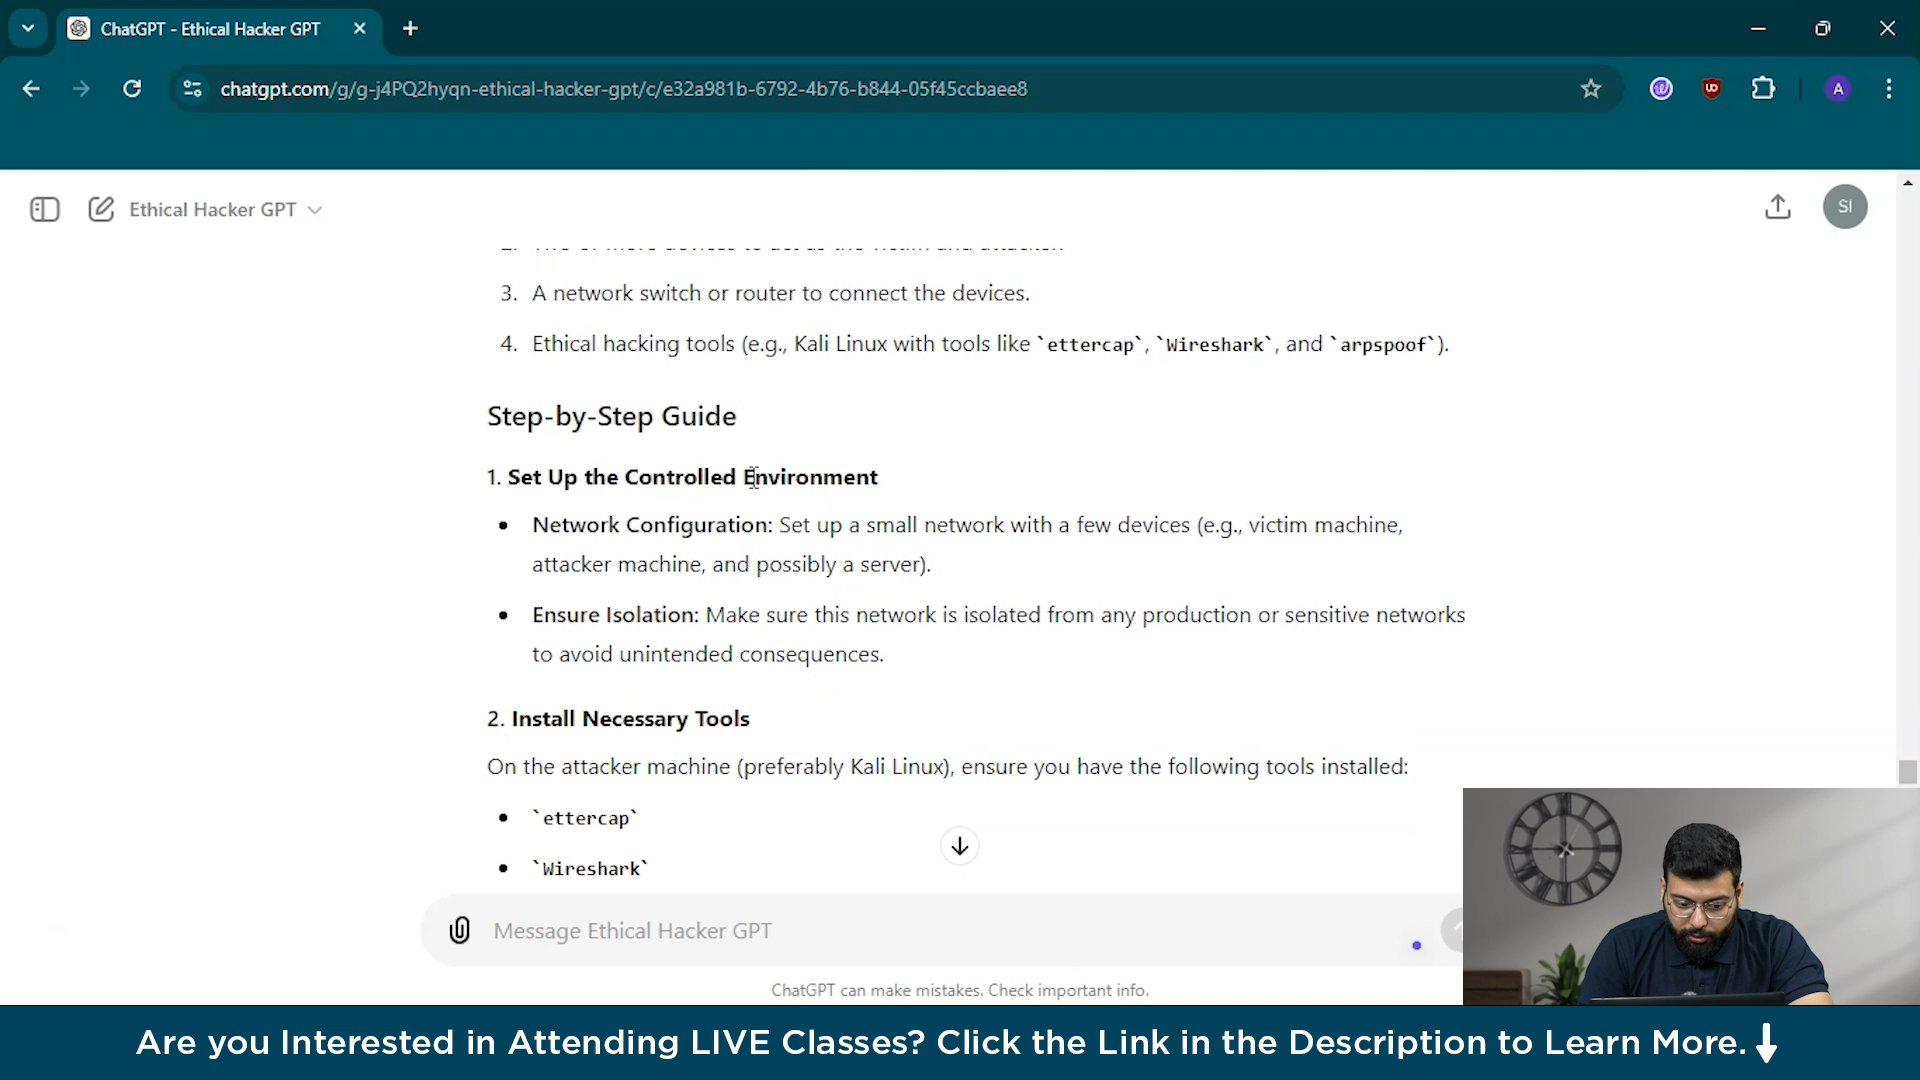 ChatGPT - Ethical Hacker GPT
chatgpt.com/g/g-j4PQ2hyqn-ethical-hacker-gpt/c/e32a981b-6792-4b76-b844-05f45ccbaee8
A
Ethical Hacker GPT
SI
3. A network switch or router to connect the devices.
4. Ethical hacking tools (e.g., Kali Linux with tools like `ettercap`, `Wireshark`, and `arpspoof`).
Step-by-Step Guide
1. Set Up the Controlled Environment
• Network Configuration: Set up a small network with a few devices (e.g., victim machine,
attacker machine, and possibly a server).
• Ensure Isolation: Make sure this network is isolated from any production or sensitive networks
to avoid unintended consequences.
2. Install Necessary Tools
On the attacker machine (preferably Kali Linux), ensure you have the following tools installed:
• `ettercap`
• `Wireshark`
Message Ethical Hacker GPT
ChatGPT can make mistakes. Check important info.
Are you Interested in Attending LIVE Classes? Click the Link in the Description to Learn More.